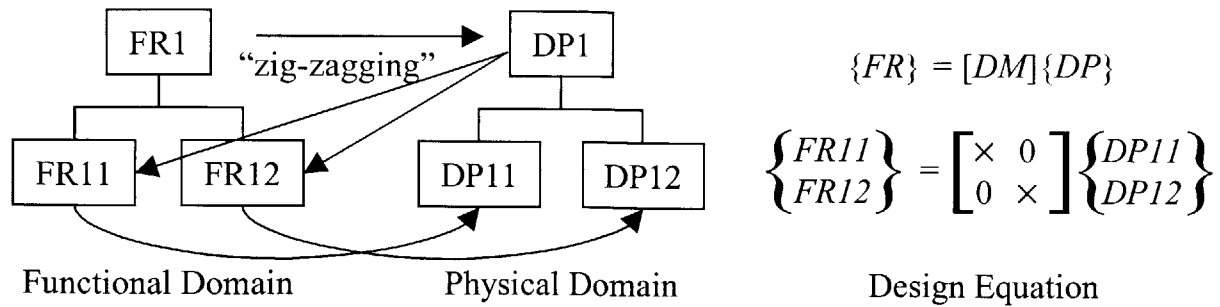 FR1
“zig-zagging”
DP1
FR11
FR12
DP11
DP12
Functional Domain
Physical Domain
{FR} = [DM]{DP}
{FR11 FR12} = [× 0 0 ×] {DP11 DP12}
Design Equation